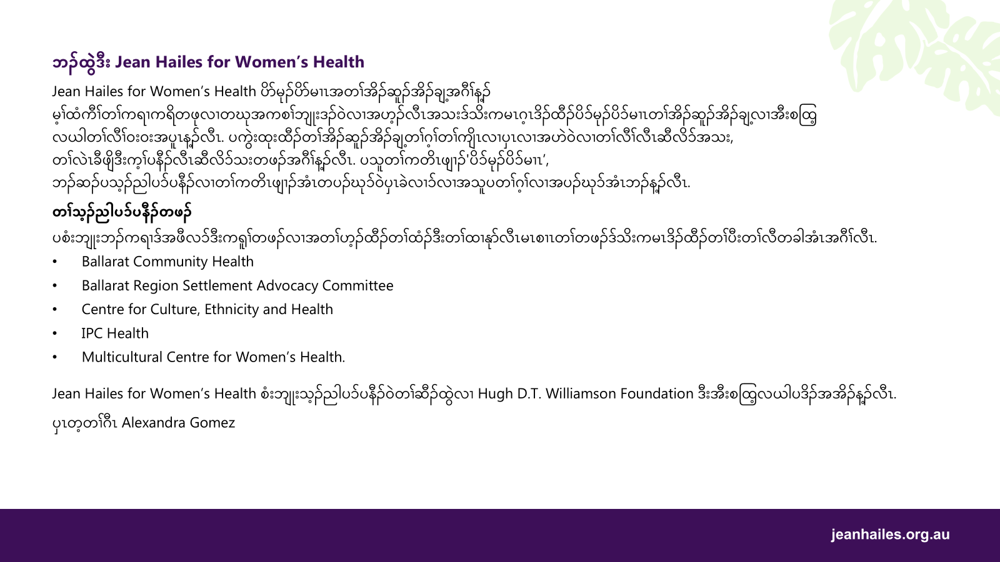 ဘၣ်ထွဲဒီး Jean Hailes for Women’s Health
Jean Hailes for Women’s Health ပိာ်မုၣ်ပိာ်မၢၤအတၢ်အိၣ်ဆူၣ်အိၣ်ချ့အဂီၢ်န့ၣ်
မ့ၢ်ထံကီၢ်တၢ်ကရၢကရိတဖုလၢတဃုအကစၢ်ဘျုးဒၣ်ဝဲလၢအဟ့ၣ်လီၤအသးဒ်သိးကမၤဂ့ၤဒိၣ်ထီၣ်ပိာ်မုၣ်ပိာ်မၢၤတၢ်အိၣ်ဆူၣ်အိၣ်ချ့လၢအီးစထြ့
လယါတၢ်လီၢ်ဝးဝးအပူၤန့ၣ်လီၤ. ပကွဲးထုးထီၣ်တၢ်အိၣ်ဆူၣ်အိၣ်ချ့တၢ်ဂ့ၢ်တၢ်ကျိၤလၢပှၤလၢအဟဲဝဲလၢတၢ်လီၢ်လီၤဆီလိာ်အသး,
တၢ်လဲၤခီဖျိဒီးက့ၢ်ပနီၣ်လီၤဆီလိာ်သးတဖၣ်အဂီၢ်န့ၣ်လီၤ. ပသူတၢ်ကတိၤဖျၢၣ်'ပိာ်မုၣ်ပိာ်မၢၤ’,
ဘၣ်ဆၣ်ပသ့ၣ်ညါပာ်ပနီၣ်လၢတၢ်ကတိၤဖျၢၣ်အံၤတပၣ်ဃုာ်ဝဲပှၤခဲလၢာ်လၢအသူပတၢ်ဂ့ၢ်လၢအပၣ်ဃုာ်အံၤဘၣ်န့ၣ်လီၤ.
တၢ်သ့ၣ်ညါပာ်ပနီၣ်တဖၣ်
ပစံးဘျုးဘၣ်ကရၢဒ်အဖီလာ်ဒီးကရူၢ်တဖၣ်လၢအတၢ်ဟ့ၣ်ထီၣ်တၢ်ထံၣ်ဒီးတၢ်ထၢနုာ်လီၤမၤစၢၤတၢ်တဖၣ်ဒ်သိးကမၤဒိၣ်ထီၣ်တၢ်ပီးတၢ်လီတခါအံၤအဂီၢ်လီၤ.
• Ballarat Community Health
• Ballarat Region Settlement Advocacy Committee
• Centre for Culture, Ethnicity and Health
• IPC Health
• Multicultural Centre for Women’s Health.
Jean Hailes for Women’s Health စံးဘျုးသ့ၣ်ညါပာ်ပနီၣ်ဝဲတၢ်ဆီၣ်ထွဲလၢ Hugh D.T. Williamson Foundation ဒီးအီးစထြ့လယါပဒိၣ်အအိၣ်န့ၣ်လီၤ.
ပှၤတ့တၢ်ဂီၤ Alexandra Gomez
jeanhailes.org.au